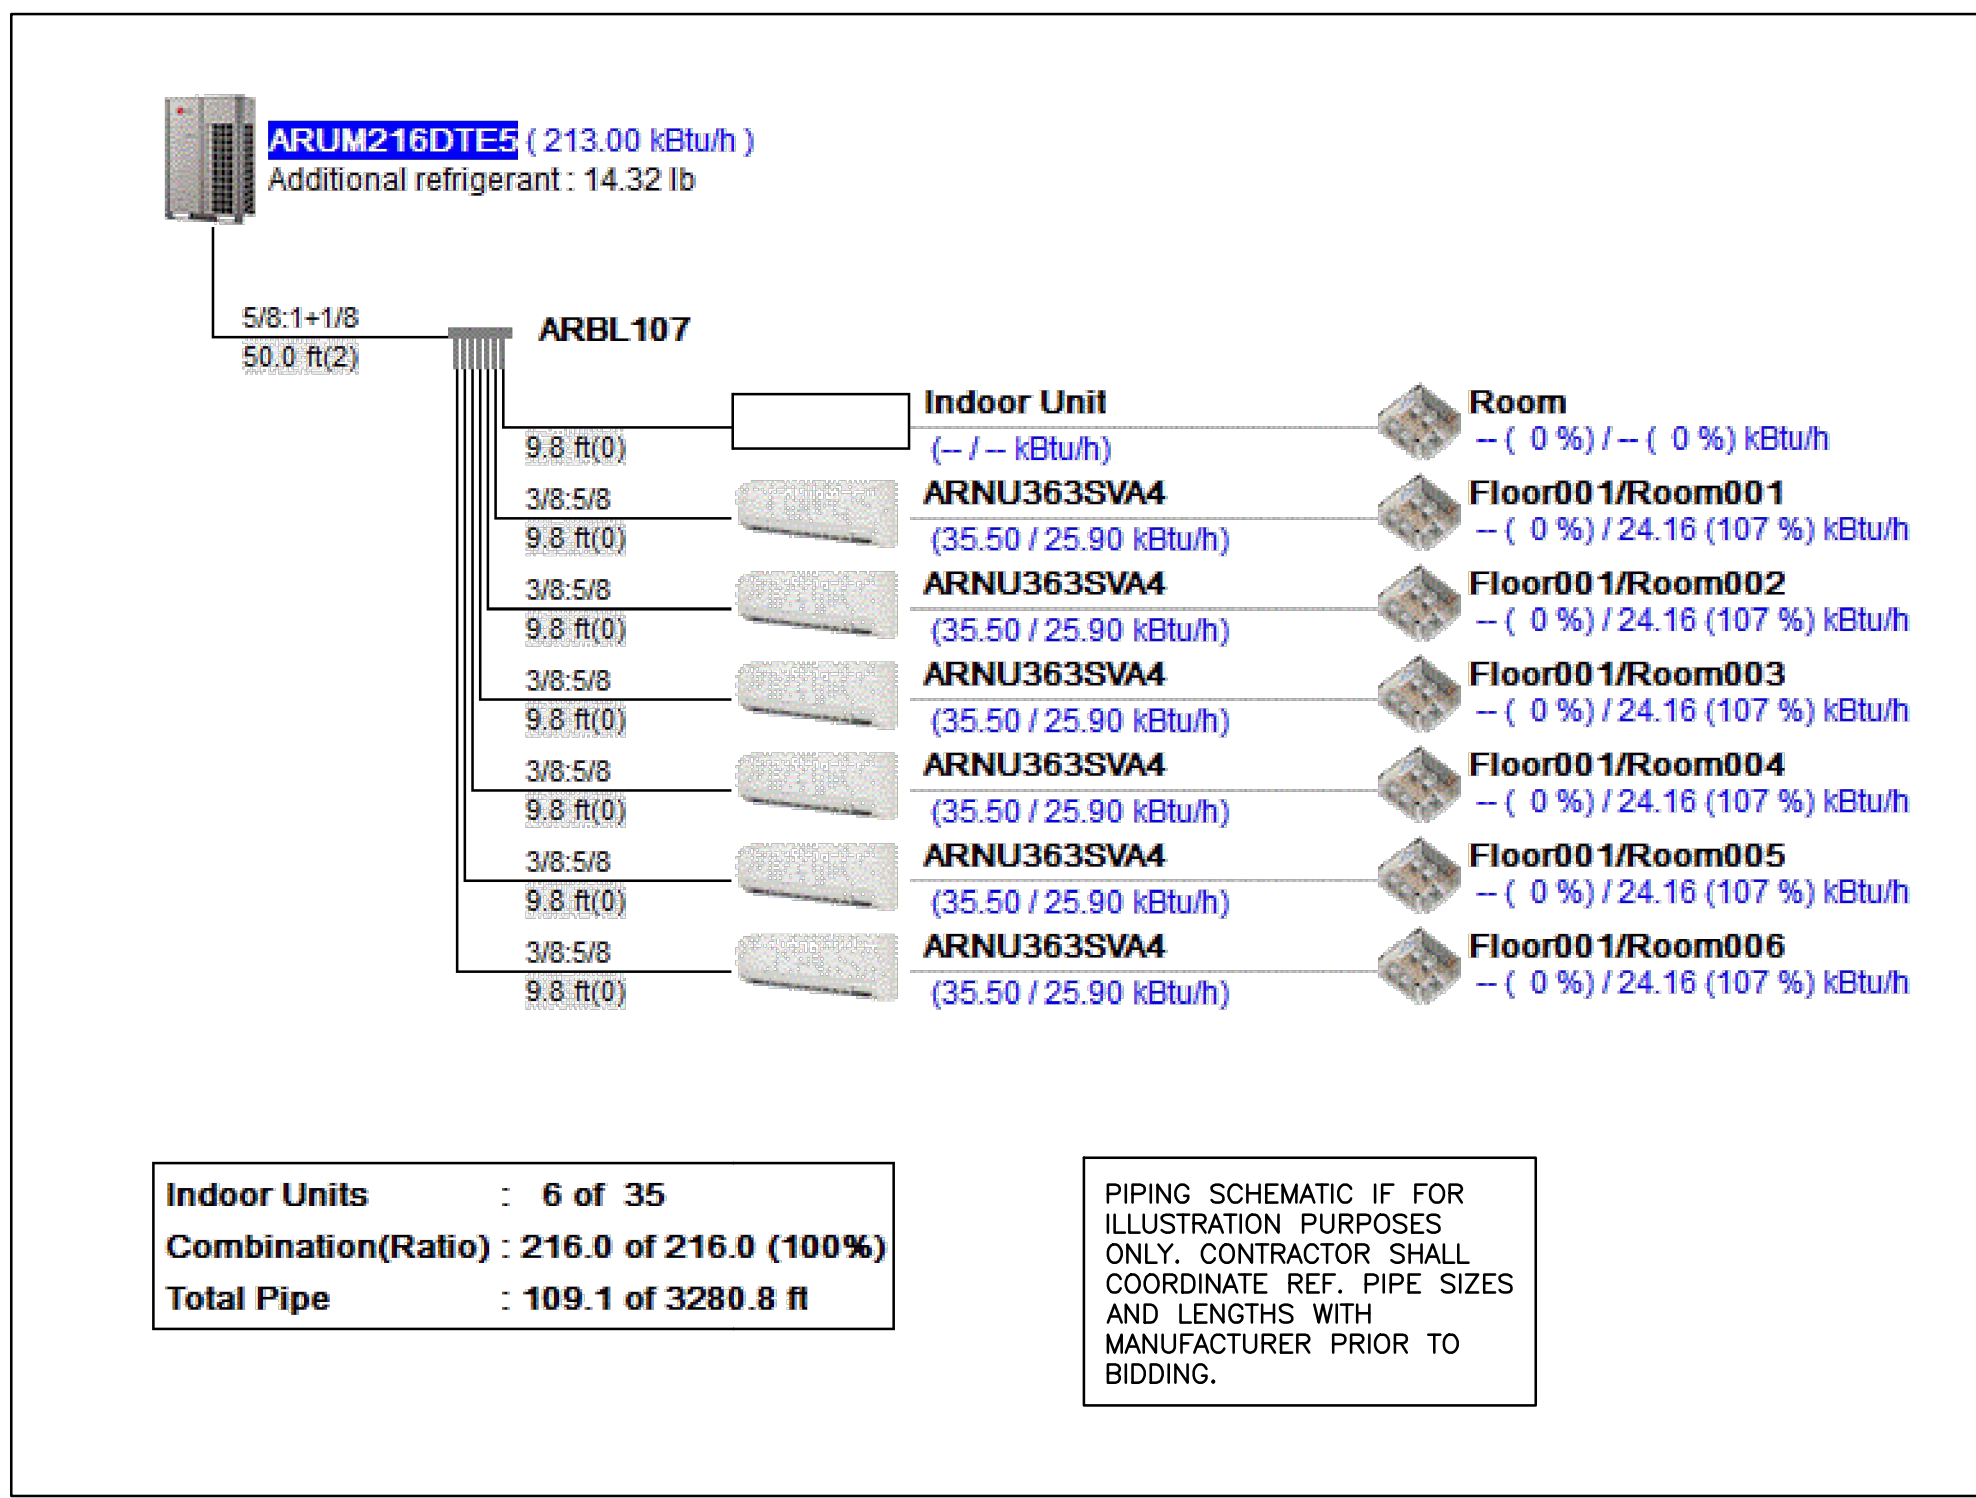 ARUM216DTE5 ( 213.00 kBtu/h )
Additional refrigerant : 14.32 lb
5/8:1+1/8
50.0 ft(2)
ARBL107
9.8 ft(0)
Indoor Unit
(-- / -- kBtu/h)
Room
-- ( 0 %) / -- ( 0 %) kBtu/h
3/8:5/8
9.8 ft(0)
ARNU363SVA4
(35.50 / 25.90 kBtu/h)
Floor001/Room001
-- ( 0 %) / 24.16 (107 %) kBtu/h
3/8:5/8
9.8 ft(0)
ARNU363SVA4
(35.50 / 25.90 kBtu/h)
Floor001/Room002
-- ( 0 %) / 24.16 (107 %) kBtu/h
3/8:5/8
9.8 ft(0)
ARNU363SVA4
(35.50 / 25.90 kBtu/h)
Floor001/Room003
-- ( 0 %) / 24.16 (107 %) kBtu/h
3/8:5/8
9.8 ft(0)
ARNU363SVA4
(35.50 / 25.90 kBtu/h)
Floor001/Room004
-- ( 0 %) / 24.16 (107 %) kBtu/h
3/8:5/8
9.8 ft(0)
ARNU363SVA4
(35.50 / 25.90 kBtu/h)
Floor001/Room005
-- ( 0 %) / 24.16 (107 %) kBtu/h
3/8:5/8
9.8 ft(0)
ARNU363SVA4
(35.50 / 25.90 kBtu/h)
Floor001/Room006
-- ( 0 %) / 24.16 (107 %) kBtu/h
Indoor Units : 6 of 35
Combination(Ratio) : 216.0 of 216.0 (100%)
Total Pipe : 109.1 of 3280.8 ft
PIPING SCHEMATIC IF FOR
ILLUSTRATION PURPOSES
ONLY. CONTRACTOR SHALL
COORDINATE REF. PIPE SIZES
AND LENGTHS WITH
MANUFACTURER PRIOR TO
BIDDING.